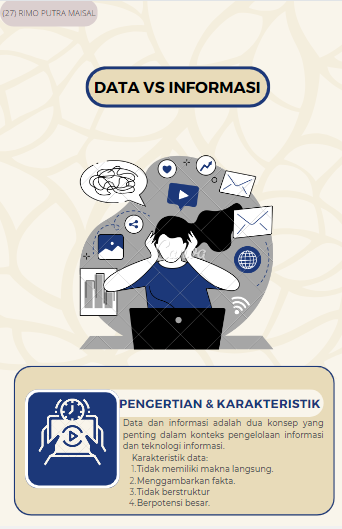 (27) RIMO PUTRA MAISAL
DATA VS INFORMASI
PENGERTIAN & KARAKTERISTIK
Data dan informasi adalah dua konsep yang
penting dalam konteks pengelolaan informasi
dan teknologi informasi.
Karakteristik data:
1.Tidak memiliki makna langsung.
2.Menggambarkan fakta.
3.Tidak berstruktur
4.Berpotensi besar.